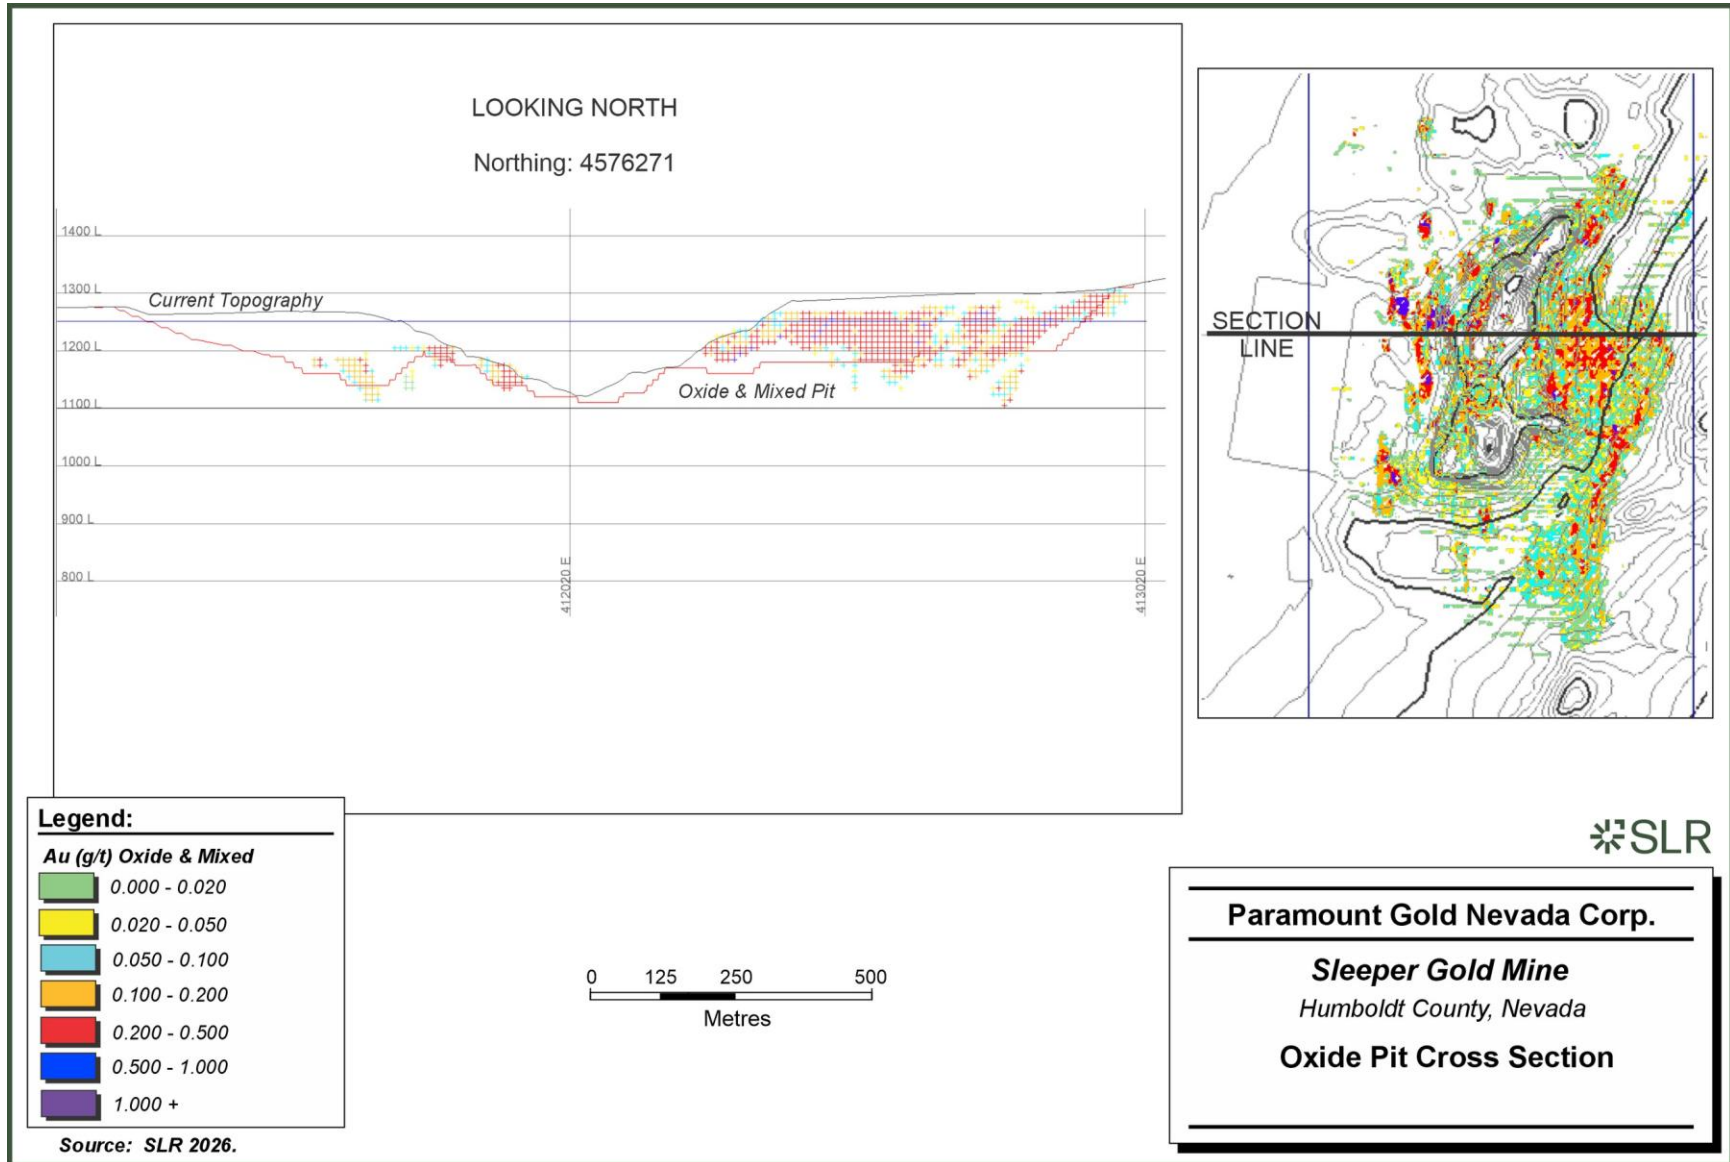 LOOKING NORTH
Northing: 4576271
1400 L
1300 L
Current Topography
1200 L
Oxide & Mixed Pit
1100 L
1000 L
900 L
800 L
412020 E
413020 E
SECTION
LINE
Legend:
Au (g/t) Oxide & Mixed
0.000 - 0.020
0.020 - 0.050
0.050 - 0.100
0.100 - 0.200
0.200 - 0.500
0.500 - 1.000
1.000 +
Source: SLR 2026.
0 125 250 500
Metres
SLR
Paramount Gold Nevada Corp.
Sleeper Gold Mine
Humboldt County, Nevada
Oxide Pit Cross Section